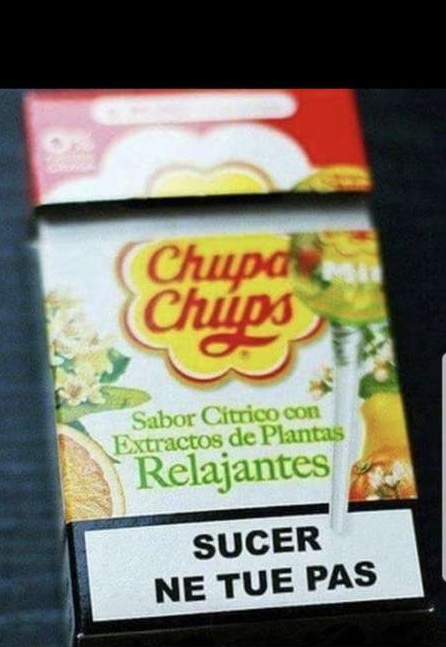 Chupa
Chups
Sabor Cítrico con
Extractos de Plantas
Relajantes
SUCER
NE TUE PAS